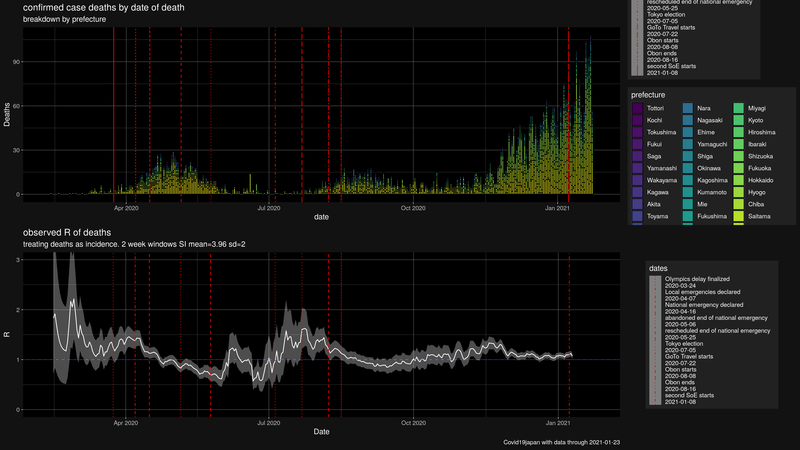 confirmed case deaths by date of death
breakdown by prefecture
Deaths
90
60
30
0
Apr 2020
Jul 2020
Oct 2020
Jan 2021
date
rescheduled end of national emergency
2020-05-25
Tokyo election
2020-07-05
GoTo Travel starts
2020-07-22
Obon starts
2020-08-08
Obon ends
2020-08-16
second SoE starts
2021-01-08
prefecture
Tottori Nara Miyagi
Kochi Nagasaki Kyoto
Tokushima Ehime Hiroshima
Fukui Yamaguchi Ibaraki
Saga Shiga Shizuoka
Yamanashi Okinawa Fukuoka
Wakayama Kagoshima Hokkaido
Kagawa Kumamoto Hyogo
Akita Mie Chiba
Toyama Fukushima Saitama
observed R of deaths
treating deaths as incidence. 2 week windows SI mean=3.96 sd=2
R
3
2
1
0
Apr 2020
Jul 2020
Oct 2020
Jan 2021
Date
dates
Olympics delay finalized
2020-03-24
Local emergencies declared
2020-04-07
National emergency declared
2020-04-16
abandoned end of national emergency
2020-05-06
rescheduled end of national emergency
2020-05-25
Tokyo election
2020-07-05
GoTo Travel starts
2020-07-22
Obon starts
2020-08-08
Obon ends
2020-08-16
second SoE starts
2021-01-08
Covid19japan with data through 2021-01-23